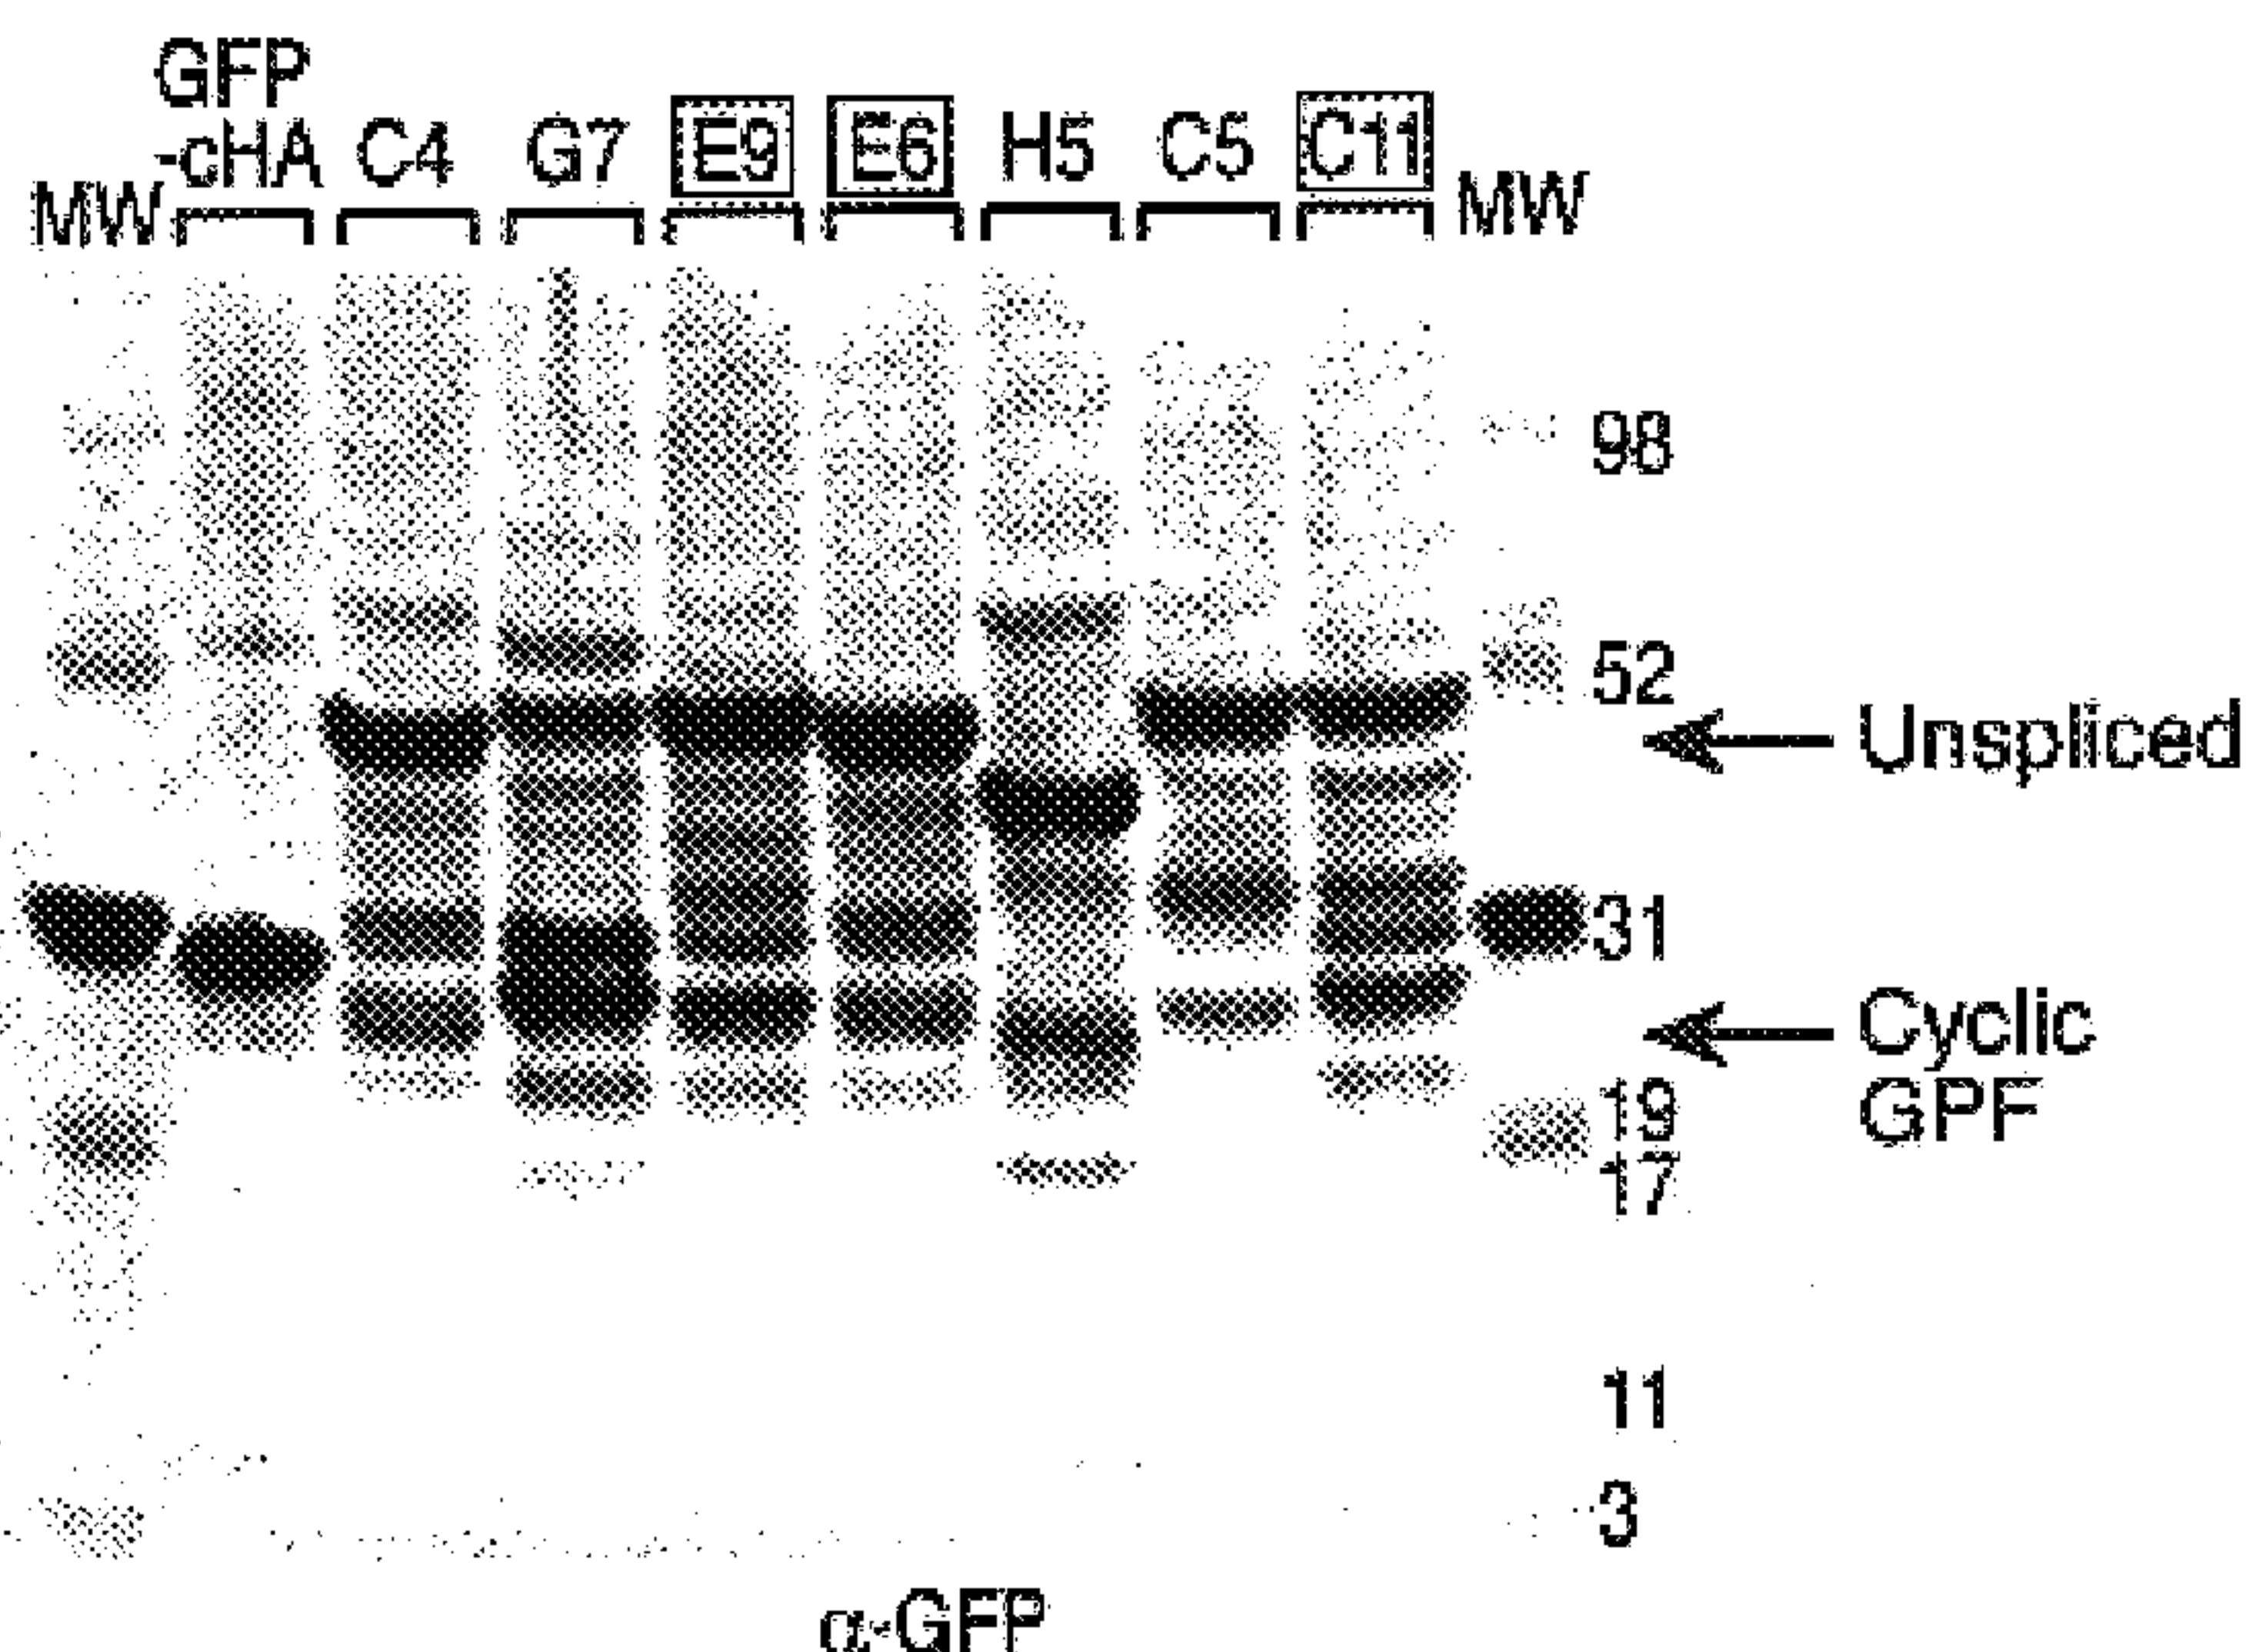 GFP
-cHA C4 G7 E9 E6 H5 C5 C11
MW MW
98
52
Unspliced
31
Cyclic
GPF
19
17
11
3
α-GFP